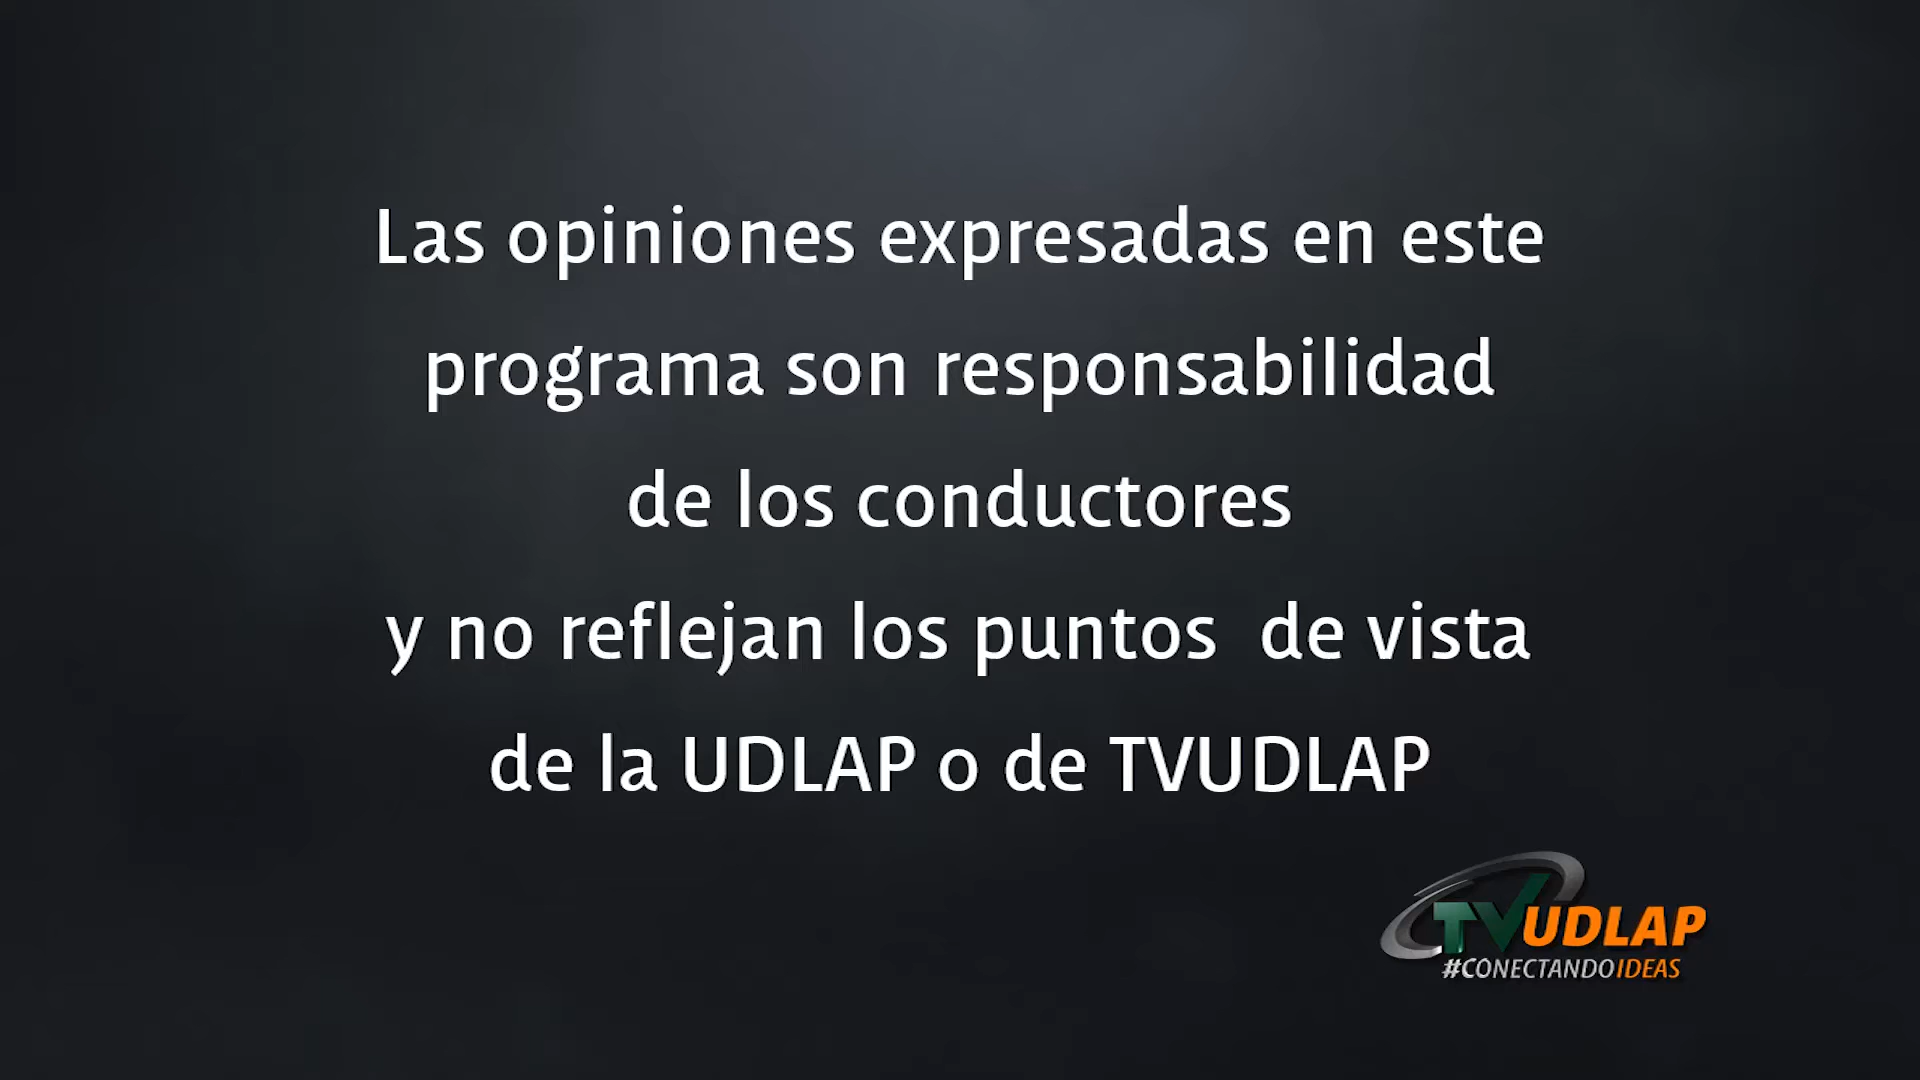 Las opiniones expresadas en este
programa son responsabilidad
de los conductores
y no reflejan los puntos  de vista
de la UDLAP o de TVUDLAP
TVUDLAP
#CONECTANDOIDEAS